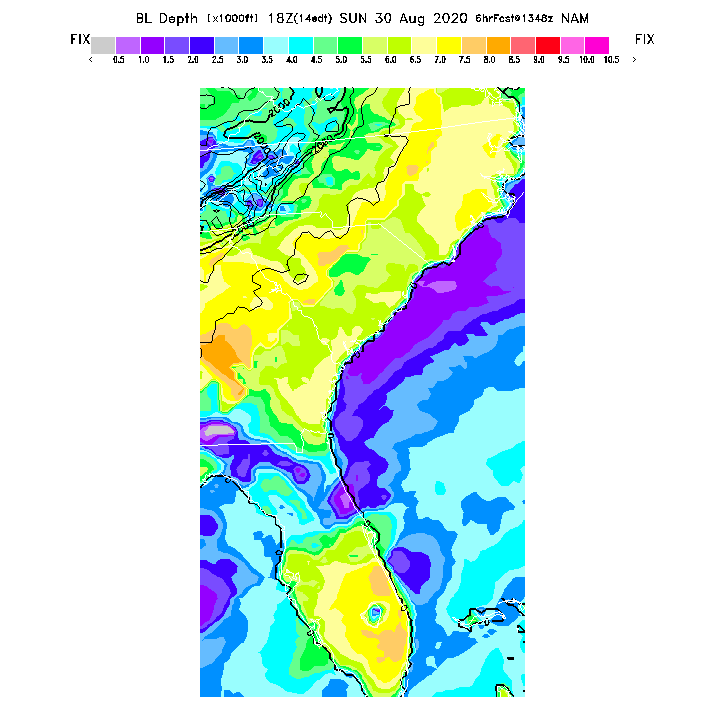 BL Depth [x1000ft] 18Z(14edt) SUN 30 Aug 2020 6hrFcst@1348z NAM
FIX FIX
< 0.5 1.0 1.5 2.0 2.5 3.0 3.5 4.0 4.5 5.0 5.5 6.0 6.5 7.0 7.5 8.0 8.5 9.0 9.5 10.0 10.5 >
2000